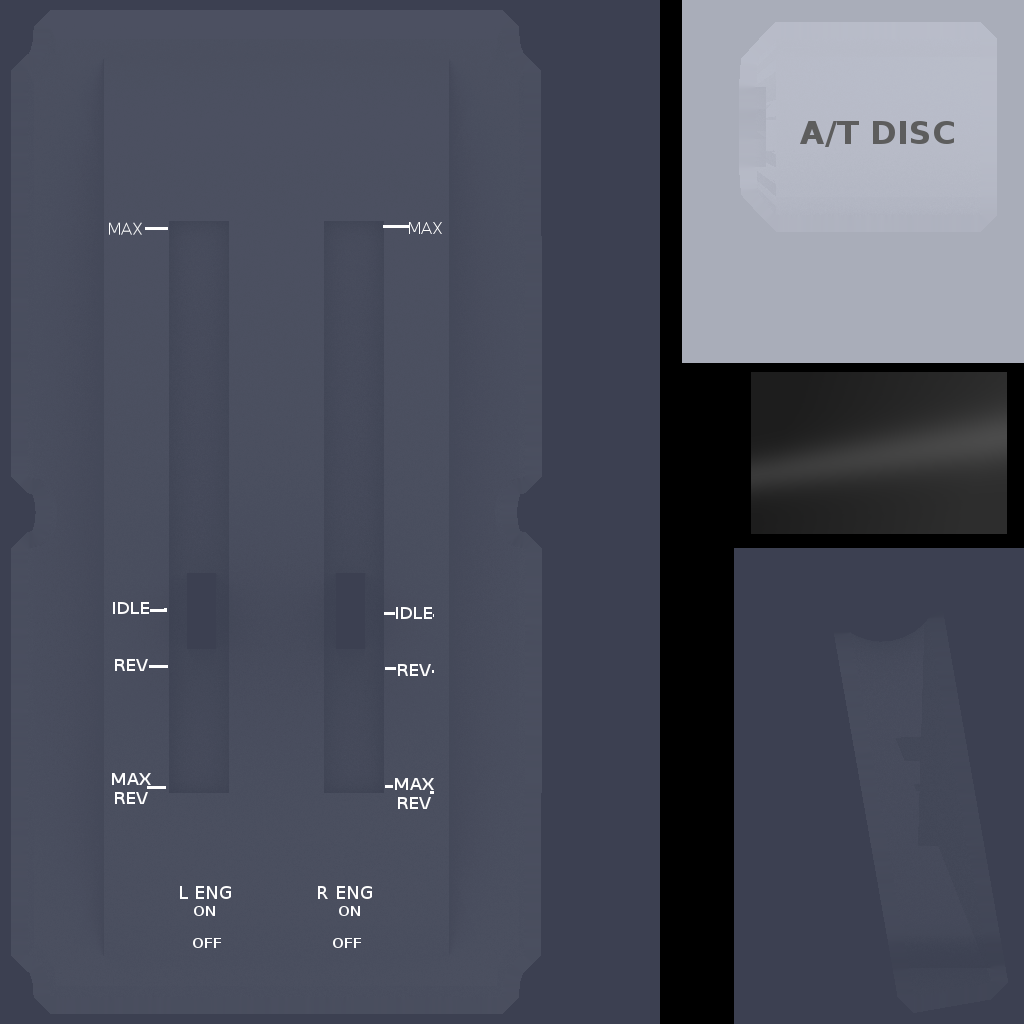 MAX
MAX
IDLE
IDLE
REV
REV
MAX
REV
MAX
REV
L ENG
ON
OFF
R ENG
ON
OFF
A/T DISC